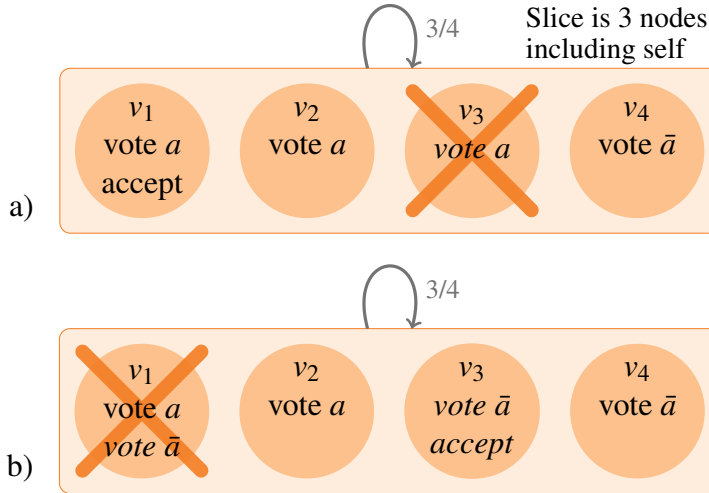 3/4
Slice is 3 nodes
including self
v₁
vote a
accept
v₂
vote a
v₃
vote a
v₄
vote ā
a)
3/4
v₁
vote a
vote ā
v₂
vote a
v₃
vote ā
accept
v₄
vote ā
b)